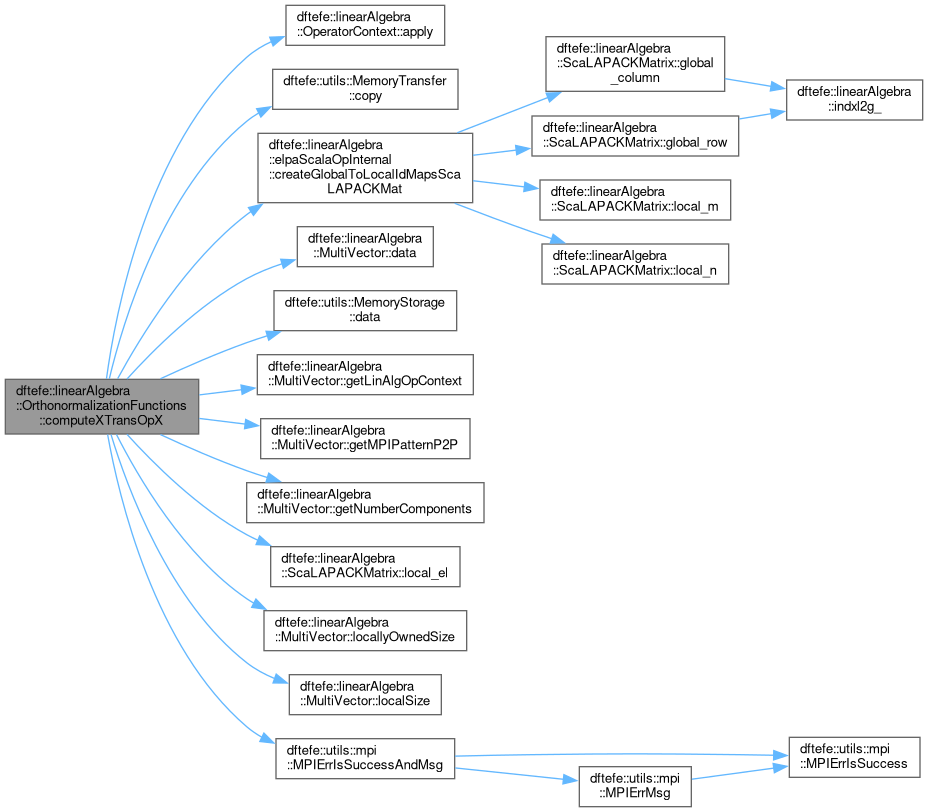 dftefe::linearAlgebra
::OrthonormalizationFunctions
::computeXTransOpX
dftefe::linearAlgebra
::OperatorContext::apply
dftefe::utils::MemoryTransfer
::copy
dftefe::linearAlgebra
::elpaScalaOpInternal
::createGlobalToLocalIdMapsSca
LAPACKMat
dftefe::linearAlgebra
::ScaLAPACKMatrix::global
_column
dftefe::linearAlgebra
::indxl2g_
dftefe::linearAlgebra
::ScaLAPACKMatrix::global_row
dftefe::linearAlgebra
::ScaLAPACKMatrix::local_m
dftefe::linearAlgebra
::ScaLAPACKMatrix::local_n
dftefe::linearAlgebra
::MultiVector::data
dftefe::utils::MemoryStorage
::data
dftefe::linearAlgebra
::MultiVector::getLinAlgOpContext
dftefe::linearAlgebra
::MultiVector::getMPIPatternP2P
dftefe::linearAlgebra
::MultiVector::getNumberComponents
dftefe::linearAlgebra
::ScaLAPACKMatrix::local_el
dftefe::linearAlgebra
::MultiVector::locallyOwnedSize
dftefe::linearAlgebra
::MultiVector::localSize
dftefe::utils::mpi
::MPIErrIsSuccessAndMsg
dftefe::utils::mpi
::MPIErrIsSuccess
dftefe::utils::mpi
::MPIErrMsg